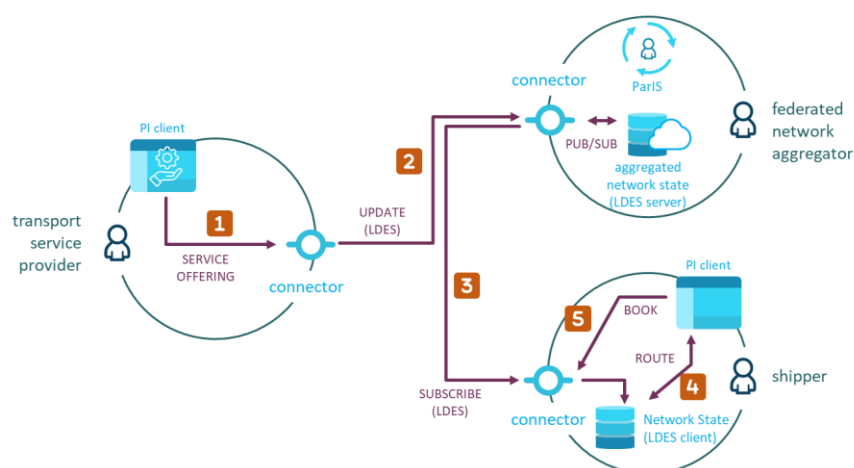 connector
ParIS
PUB/SUB
aggregated
network state
(LDES server)
federated
network
aggregator
PI client
transport
service
provider
1
SERVICE
OFFERING
connector
2
UPDATE
(LDES)
3
SUBSCRIBE
(LDES)
PI client
5
BOOK
ROUTE
4
shipper
connector
Network State
(LDES client)